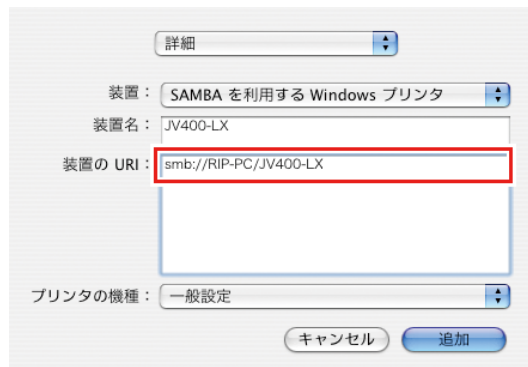 詳細
装置： SAMBA を利用する Windows プリンタ
装置名： JV400-LX
装置の URI： smb://RIP-PC/JV400-LX
プリンタの機種： 一般設定
キャンセル 追加